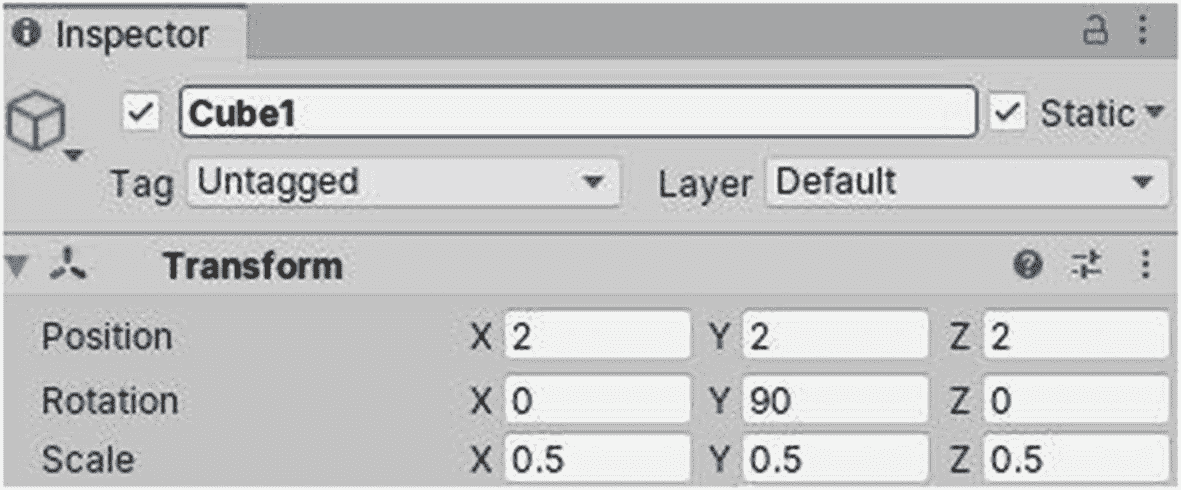 Inspector
Cube1 Static
Tag Untagged Layer Default
Transform
Position X 2 Y 2 Z 2
Rotation X 0 Y 90 Z 0
Scale X 0.5 Y 0.5 Z 0.5